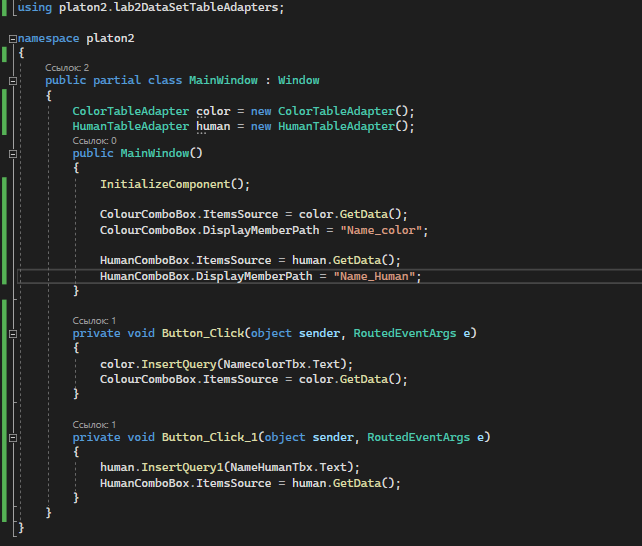 using platon2.lab2DataSetTableAdapters;
namespace platon2
{
Ссылок: 2
public partial class MainWindow : Window
{
ColorTableAdapter color = new ColorTableAdapter();
HumanTableAdapter human = new HumanTableAdapter();
Ссылок: 0
public MainWindow()
{
InitializeComponent();
ColourComboBox.ItemsSource = color.GetData();
ColourComboBox.DisplayMemberPath = "Name_color";
HumanComboBox.ItemsSource = human.GetData();
HumanComboBox.DisplayMemberPath = "Name_Human";
}
Ссылок: 1
private void Button_Click(object sender, RoutedEventArgs e)
{
color.InsertQuery(NamecolorTbx.Text);
ColourComboBox.ItemsSource = color.GetData();
}
Ссылок: 1
private void Button_Click_1(object sender, RoutedEventArgs e)
{
human.InsertQuery1(NameHumanTbx.Text);
HumanComboBox.ItemsSource = human.GetData();
}
}
}